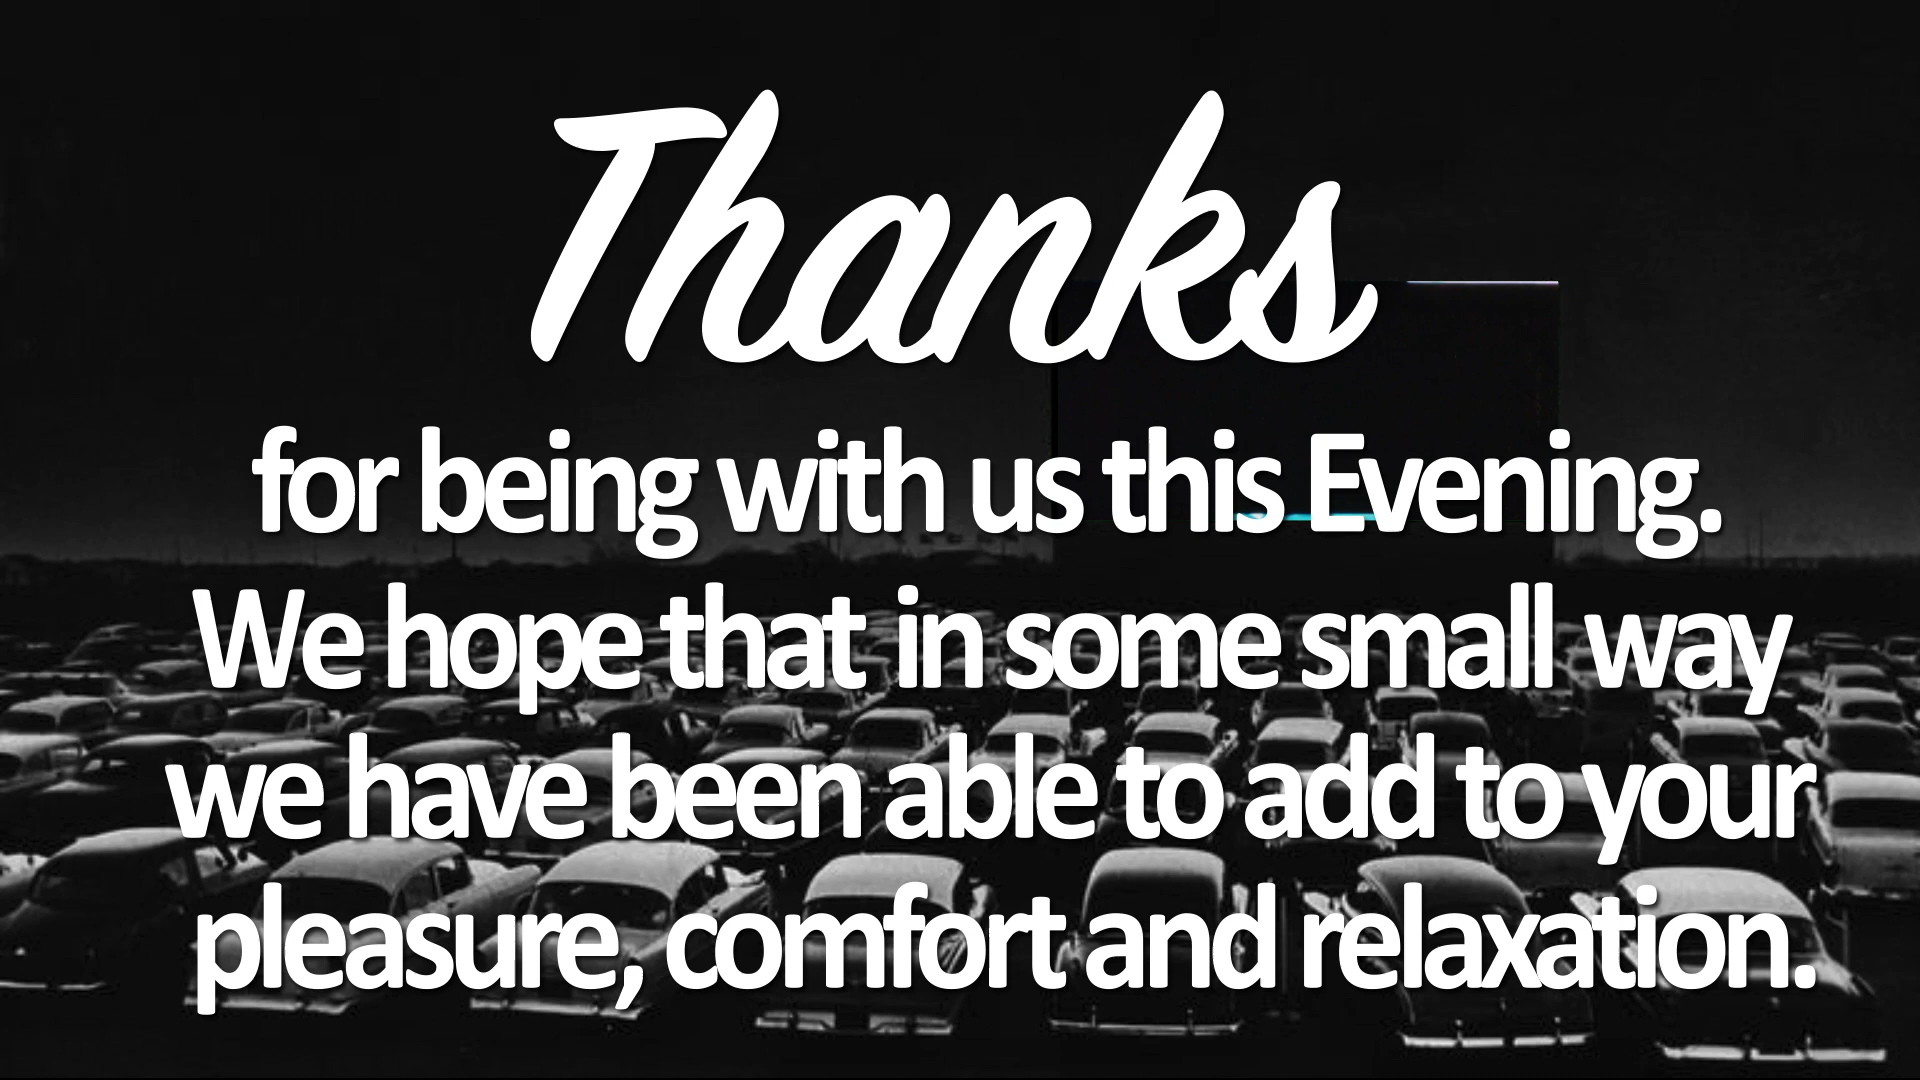 Thanks
for being with us this Evening.
We hope that in some small way
we have been able to add to your
pleasure, comfort and relaxation.